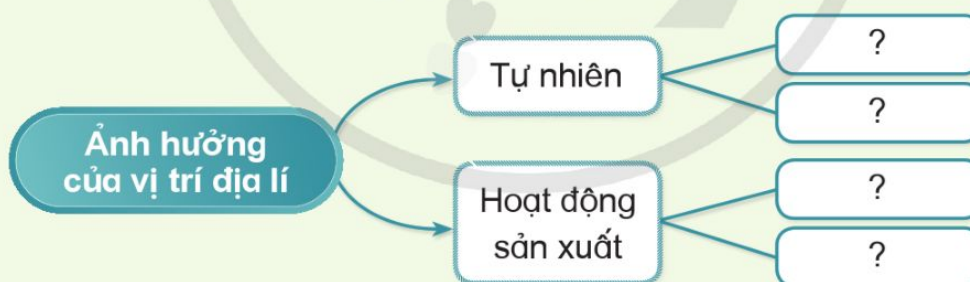 Ảnh hưởng
của vị trí địa lí
Tự nhiên
?
?
Hoạt động
sản xuất
?
?